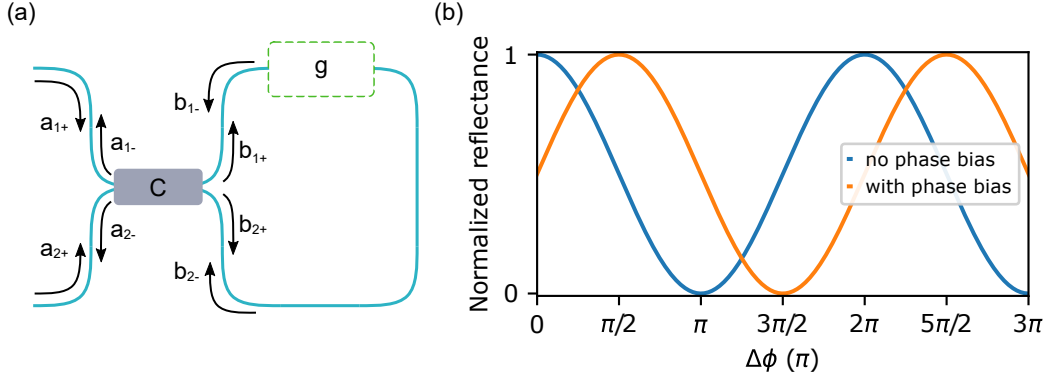 (a)
g
b1-
a1+
a1-
b1+
C
a2+
a2-
b2+
b2-
(b)
Normalized reflectance
1
0
no phase bias
with phase bias
0 π/2 π 3π/2 2π 5π/2 3π
Δϕ (π)